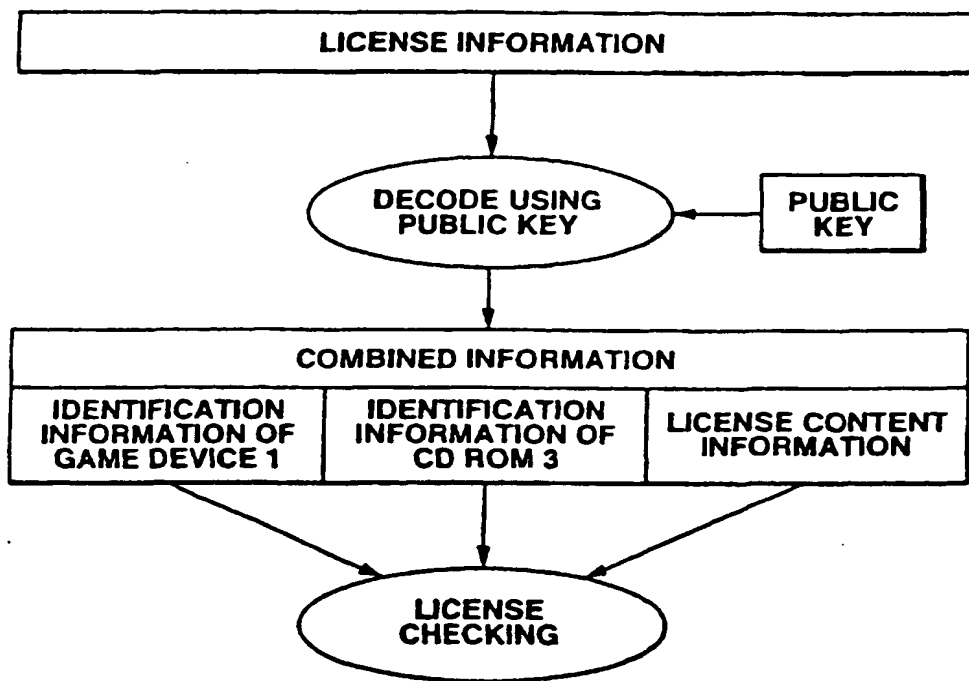 LICENSE INFORMATION
DECODE USING
PUBLIC KEY
PUBLIC
KEY
COMBINED INFORMATION
IDENTIFICATION
INFORMATION OF
GAME DEVICE 1
IDENTIFICATION
INFORMATION OF
CD ROM 3
LICENSE CONTENT
INFORMATION
LICENSE
CHECKING